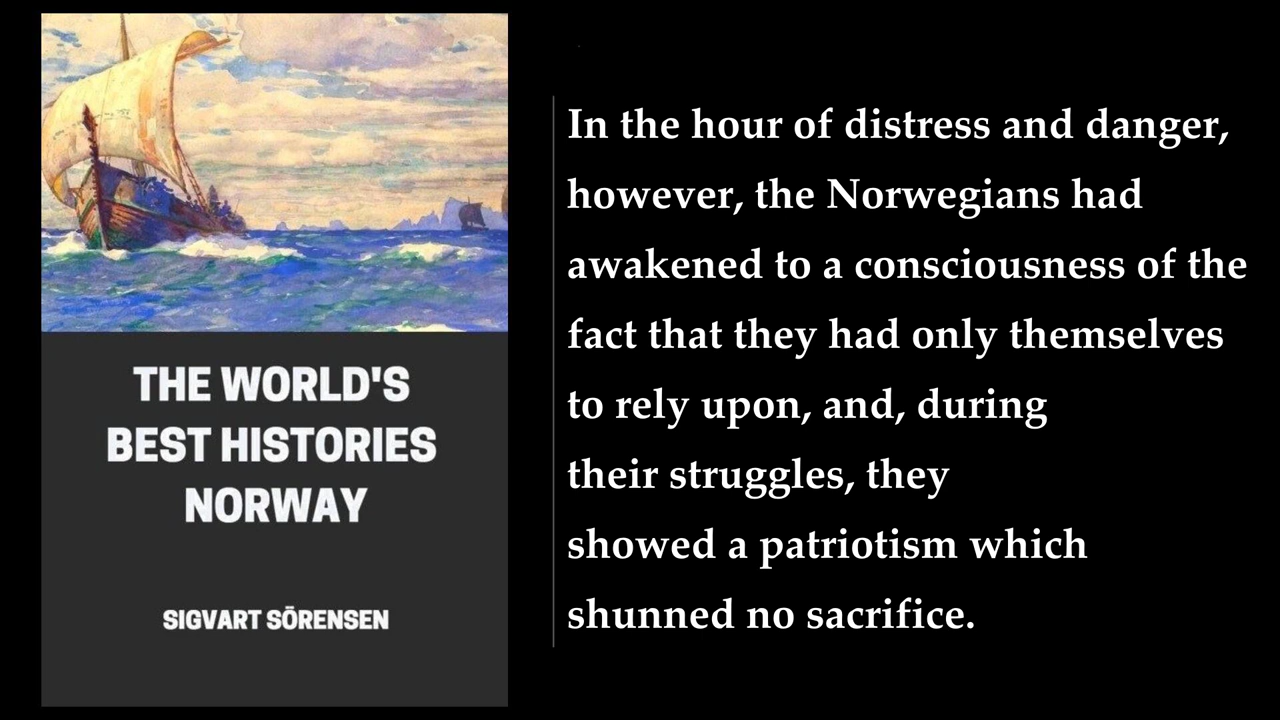 THE WORLD'S
BEST HISTORIES
NORWAY
SIGVART SÖRENSEN
In the hour of distress and danger,
however, the Norwegians had
awakened to a consciousness of the
fact that they had only themselves
to rely upon, and, during
their struggles, they
showed a patriotism which
shunned no sacrifice.